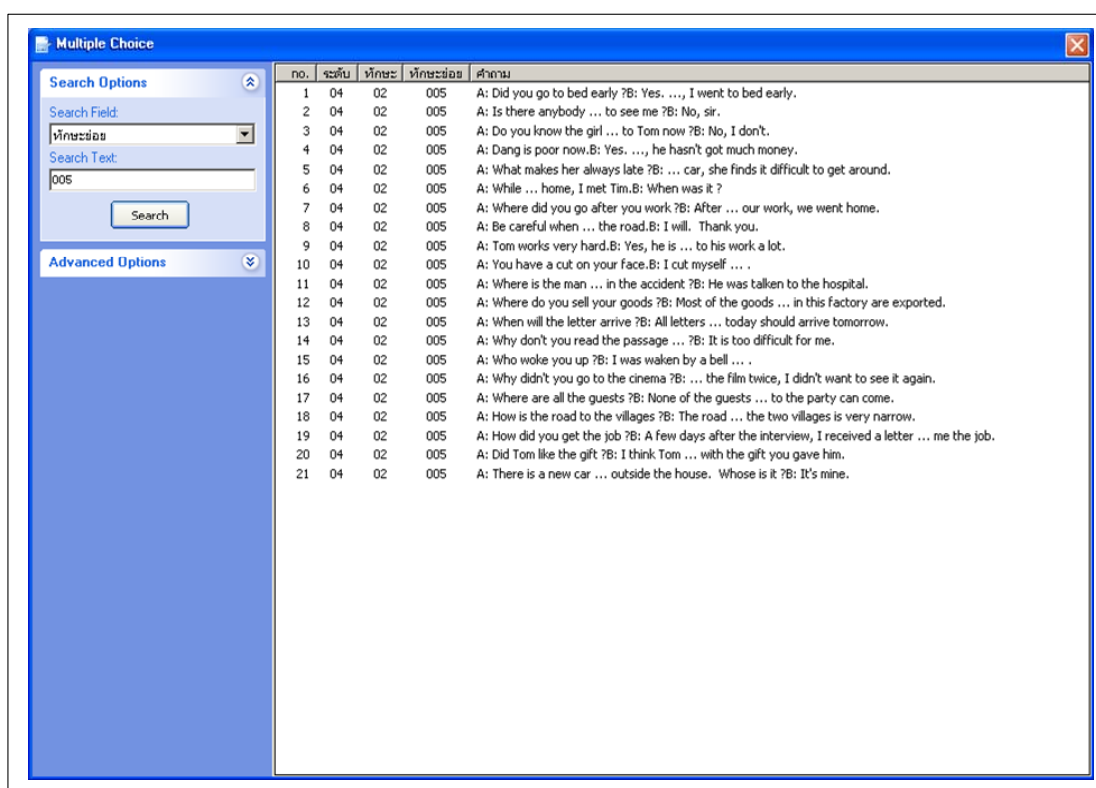 Multiple Choice
Search Options
Search Field:
ทักษะย่อย
Search Text:
005
Search
Advanced Options
no. ระดับ ทักษะ ทักษะย่อย คำถาม
1 04 02 005 A: Did you go to bed early ?B: Yes. ..., I went to bed early.
2 04 02 005 A: Is there anybody ... to see me ?B: No, sir.
3 04 02 005 A: Do you know the girl ... to Tom now ?B: No, I don't.
4 04 02 005 A: Dang is poor now.B: Yes. ..., he hasn't got much money.
5 04 02 005 A: What makes her always late ?B: ... car, she finds it difficult to get around.
6 04 02 005 A: While ... home, I met Tim.B: When was it ?
7 04 02 005 A: Where did you go after you work ?B: After ... our work, we went home.
8 04 02 005 A: Be careful when ... the road.B: I will.  Thank you.
9 04 02 005 A: Tom works very hard.B: Yes, he is ... to his work a lot.
10 04 02 005 A: You have a cut on your face.B: I cut myself ... .
11 04 02 005 A: Where is the man ... in the accident ?B: He was talken to the hospital.
12 04 02 005 A: Where do you sell your goods ?B: Most of the goods ... in this factory are exported.
13 04 02 005 A: When will the letter arrive ?B: All letters ... today should arrive tomorrow.
14 04 02 005 A: Why don't you read the passage ... ?B: It is too difficult for me.
15 04 02 005 A: Who woke you up ?B: I was waken by a bell ... .
16 04 02 005 A: Why didn't you go to the cinema ?B: ... the film twice, I didn't want to see it again.
17 04 02 005 A: Where are all the guests ?B: None of the guests ... to the party can come.
18 04 02 005 A: How is the road to the villages ?B: The road ... the two villages is very narrow.
19 04 02 005 A: How did you get the job ?B: A few days after the interview, I received a letter ... me the job.
20 04 02 005 A: Did Tom like the gift ?B: I think Tom ... with the gift you gave him.
21 04 02 005 A: There is a new car ... outside the house.  Whose is it ?B: It's mine.